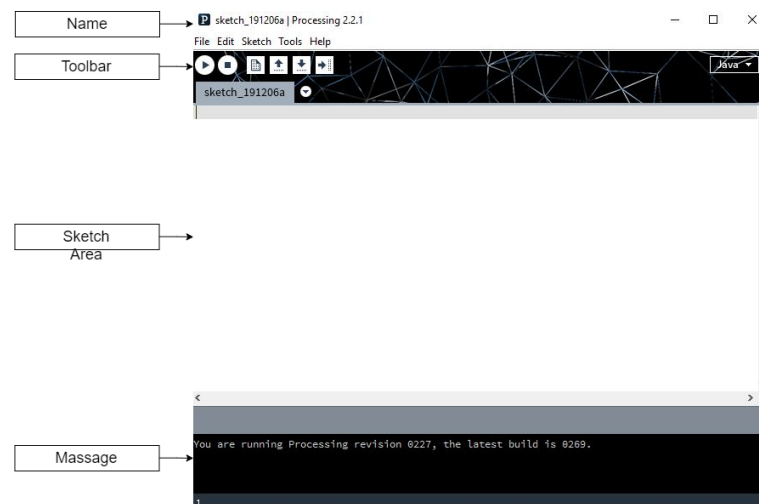 Name
sketch_191206a | Processing 2.2.1
File Edit Sketch Tools Help
Toolbar
Java
sketch_191206a
Sketch
Area
You are running Processing revision 0227, the latest build is 0269.
Massage
1